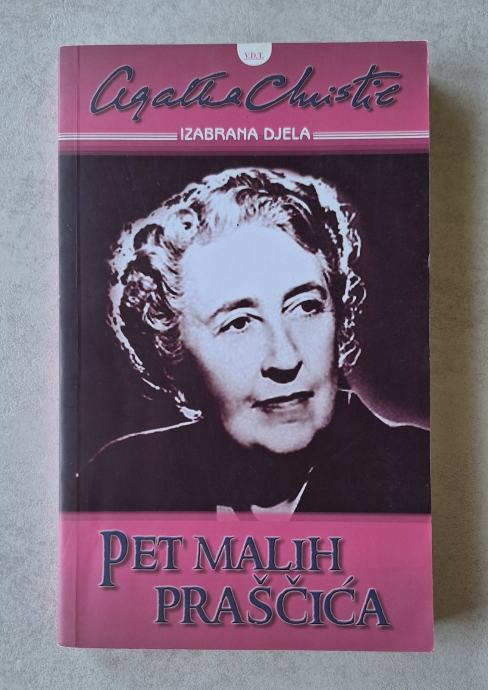 V.D.T.
Agatha Christie
IZABRANA DJELA
PET MALIH
PRAŠČIĆA